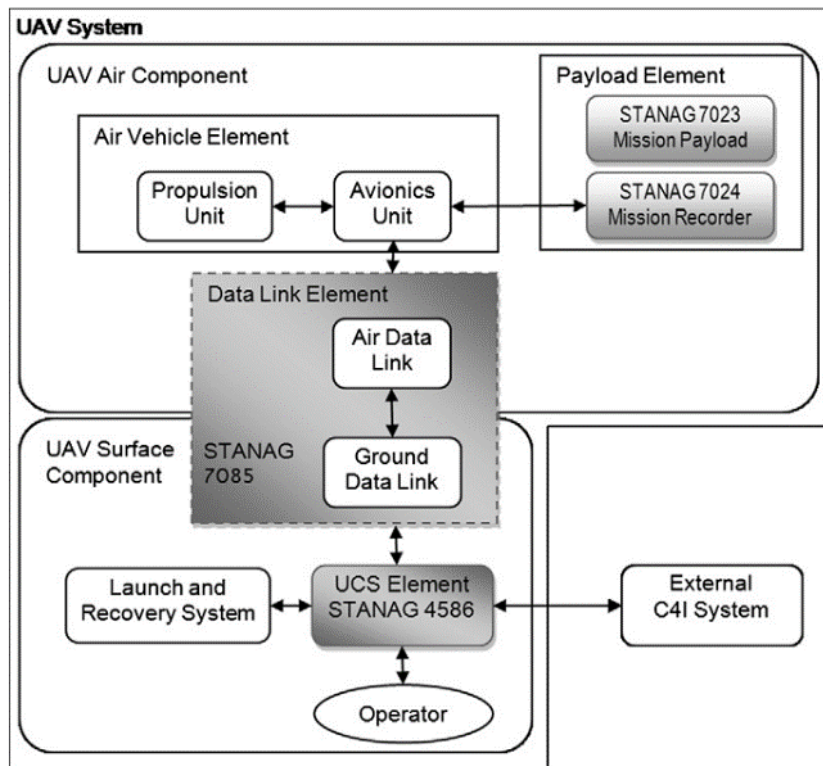 UAV System
UAV Air Component
Payload Element
STANAG 7023
Mission Payload
Air Vehicle Element
Propulsion
Unit
Avionics
Unit
STANAG 7024
Mission Recorder
Data Link Element
Air Data
Link
UAV Surface
Component
STANAG
7085
Ground
Data Link
Launch and
Recovery System
UCS Element
STANAG 4586
External
C4I System
Operator